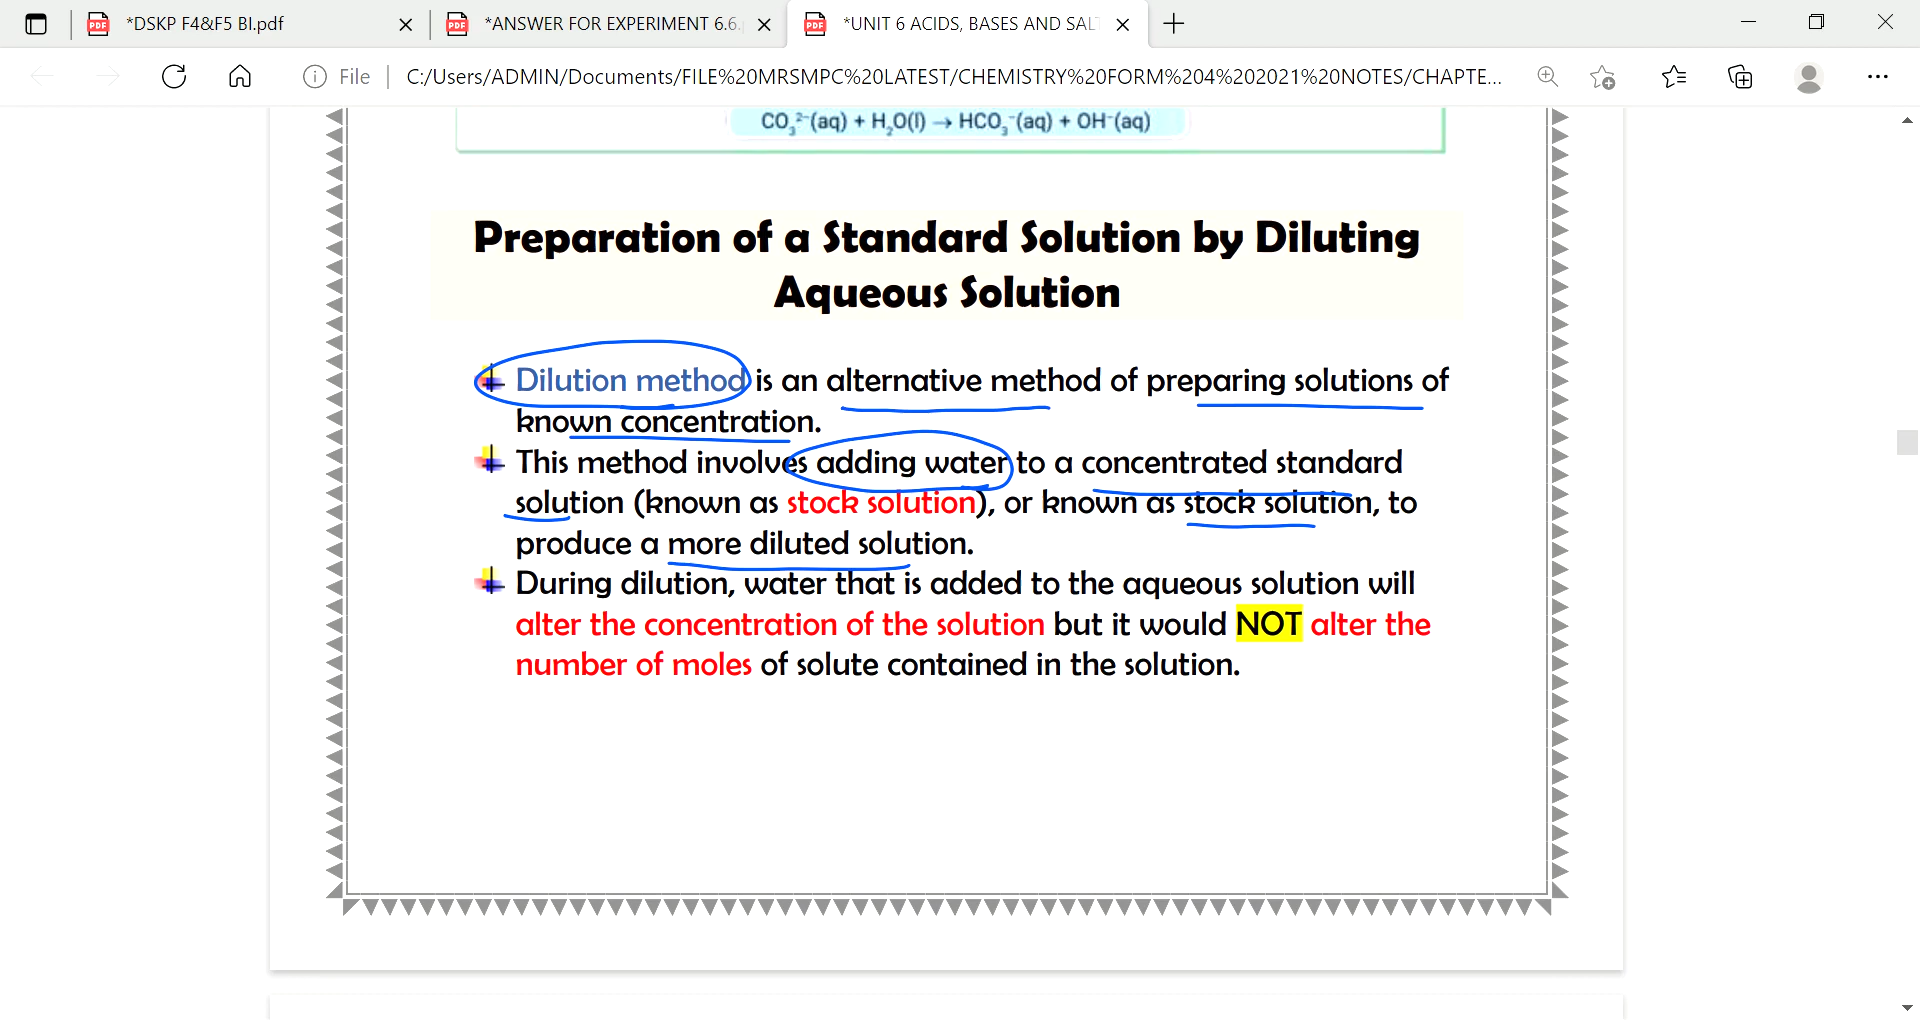 *DSKP F4&F5 BI.pdf
*ANSWER FOR EXPERIMENT 6.6.
*UNIT 6 ACIDS, BASES AND SAL
File
C:/Users/ADMIN/Documents/FILE%20MRSMPC%20LATEST/CHEMISTRY%20FORM%204%202021%20NOTES/CHAPTE...
CO₃²⁻(aq) + H₂O(l) → HCO₃⁻(aq) + OH⁻(aq)
Preparation of a Standard Solution by Diluting
Aqueous Solution
Dilution method is an alternative method of preparing solutions of
known concentration.
This method involves adding water to a concentrated standard
solution (known as stock solution), or known as stock solution, to
produce a more diluted solution.
During dilution, water that is added to the aqueous solution will
alter the concentration of the solution but it would NOT alter the
number of moles of solute contained in the solution.